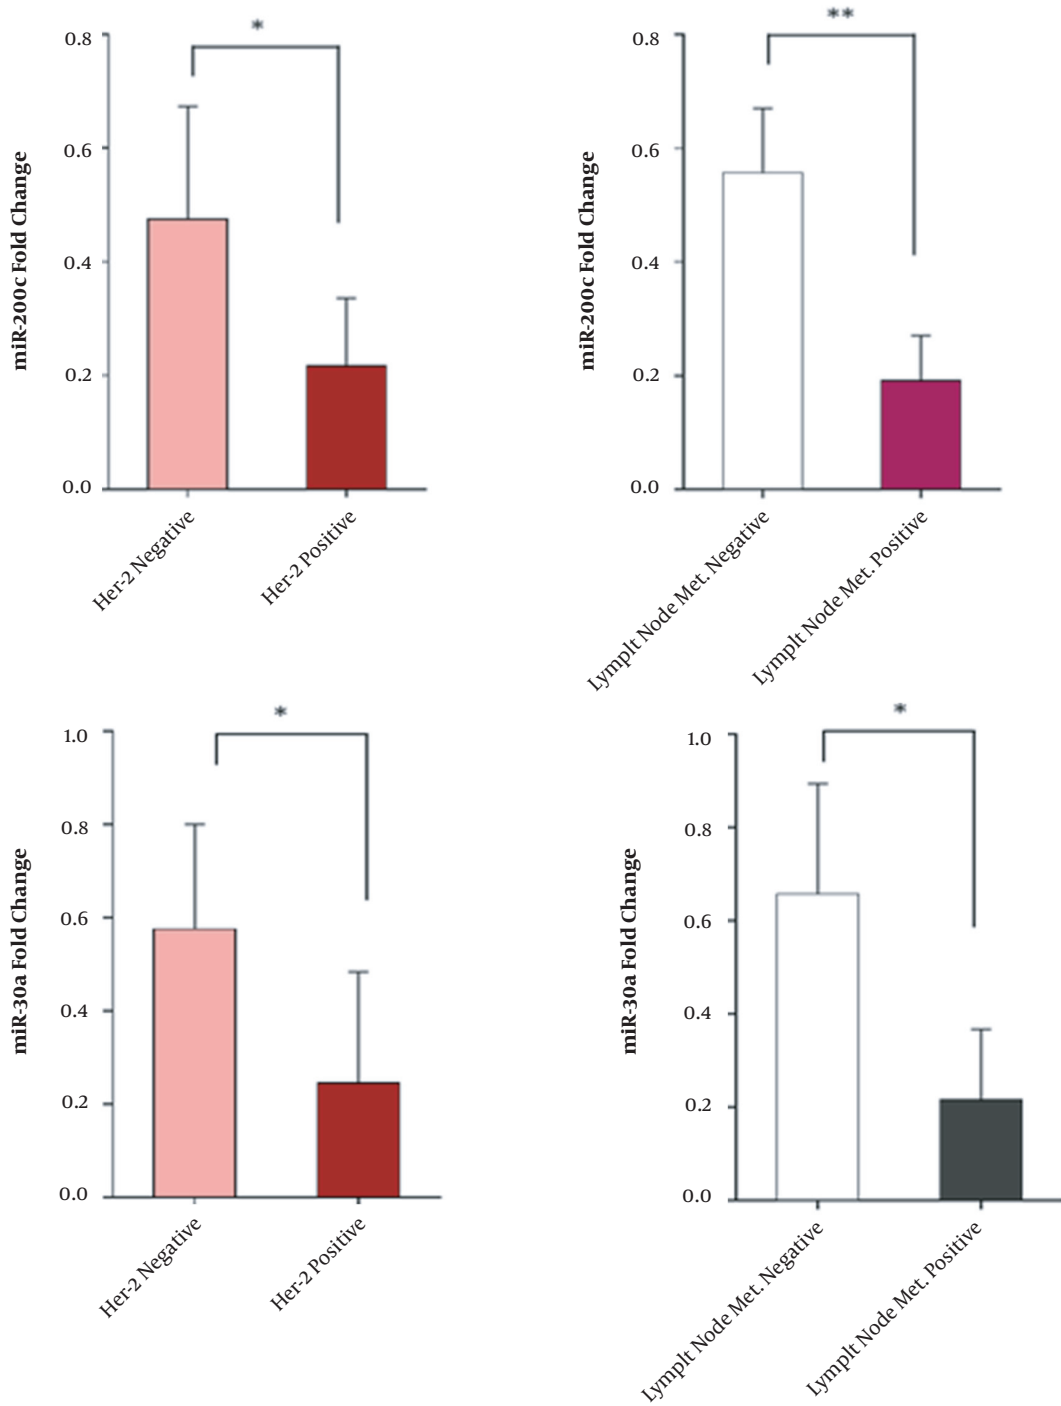 *
0.8
0.6
0.4
0.2
0.0
miR-200c Fold Change
Her-2 Negative
Her-2 Positive
**
0.8
0.6
0.4
0.2
0.0
miR-200c Fold Change
Lymplt Node Met. Negative
Lymplt Node Met. Positive
*
1.0
0.8
0.6
0.4
0.2
0.0
miR-30a Fold Change
Her-2 Negative
Her-2 Positive
*
1.0
0.8
0.6
0.4
0.2
0.0
miR-30a Fold Change
Lymplt Node Met. Negative
Lymplt Node Met. Positive